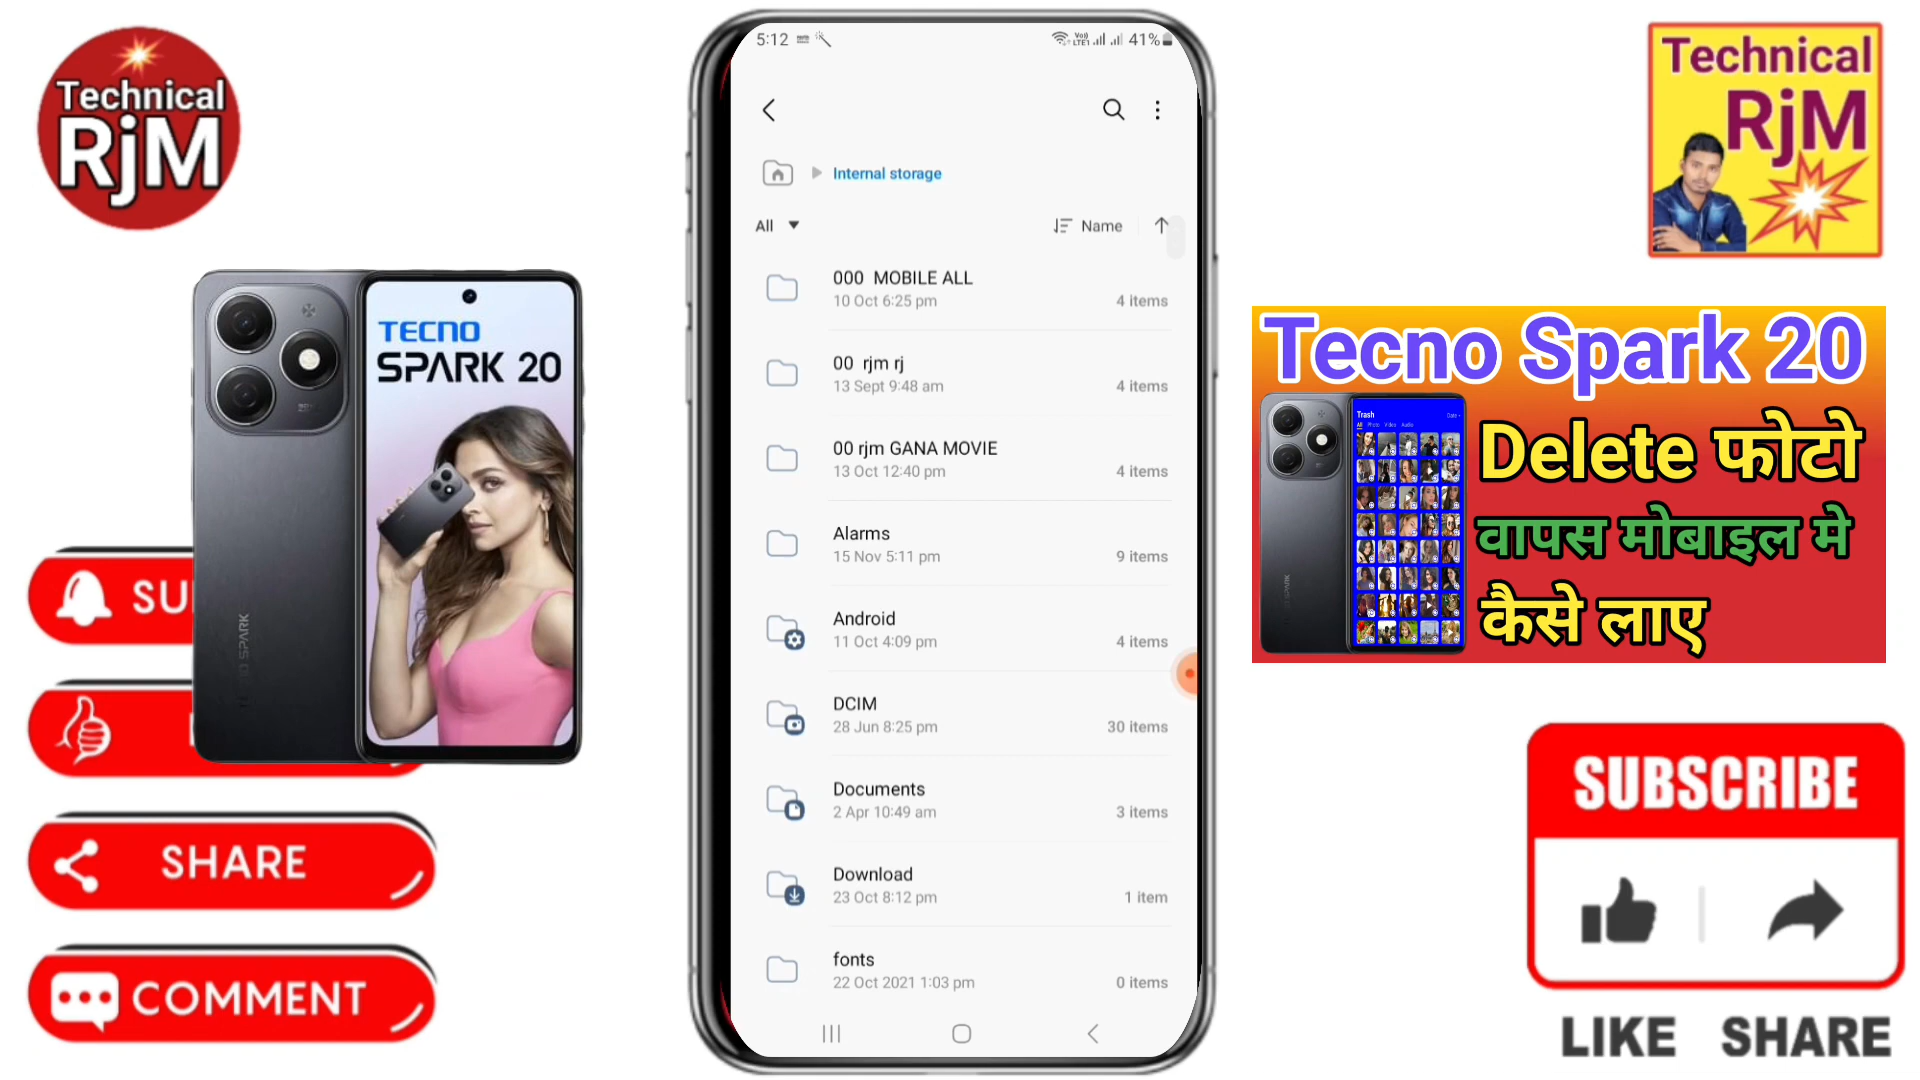 Technical
RjM
TECNO
SPARK 20
SU
SHARE
COMMENT
5:12
41%
Internal storage
All
Name
000 MOBILE ALL
10 Oct 6:25 pm
4 items
00 rjm rj
13 Sept 9:48 am
4 items
00 rjm GANA MOVIE
13 Oct 12:40 pm
4 items
Alarms
15 Nov 5:11 pm
9 items
Android
11 Oct 4:09 pm
4 items
DCIM
28 Jun 8:25 pm
30 items
Documents
2 Apr 10:49 am
3 items
Download
23 Oct 8:12 pm
1 item
fonts
22 Oct 2021 1:03 pm
0 items
Technical
RjM
Tecno Spark 20
Trash
Delete फोटो
वापस मोबाइल मे
कैसे लाए
SUBSCRIBE
LIKE SHARE